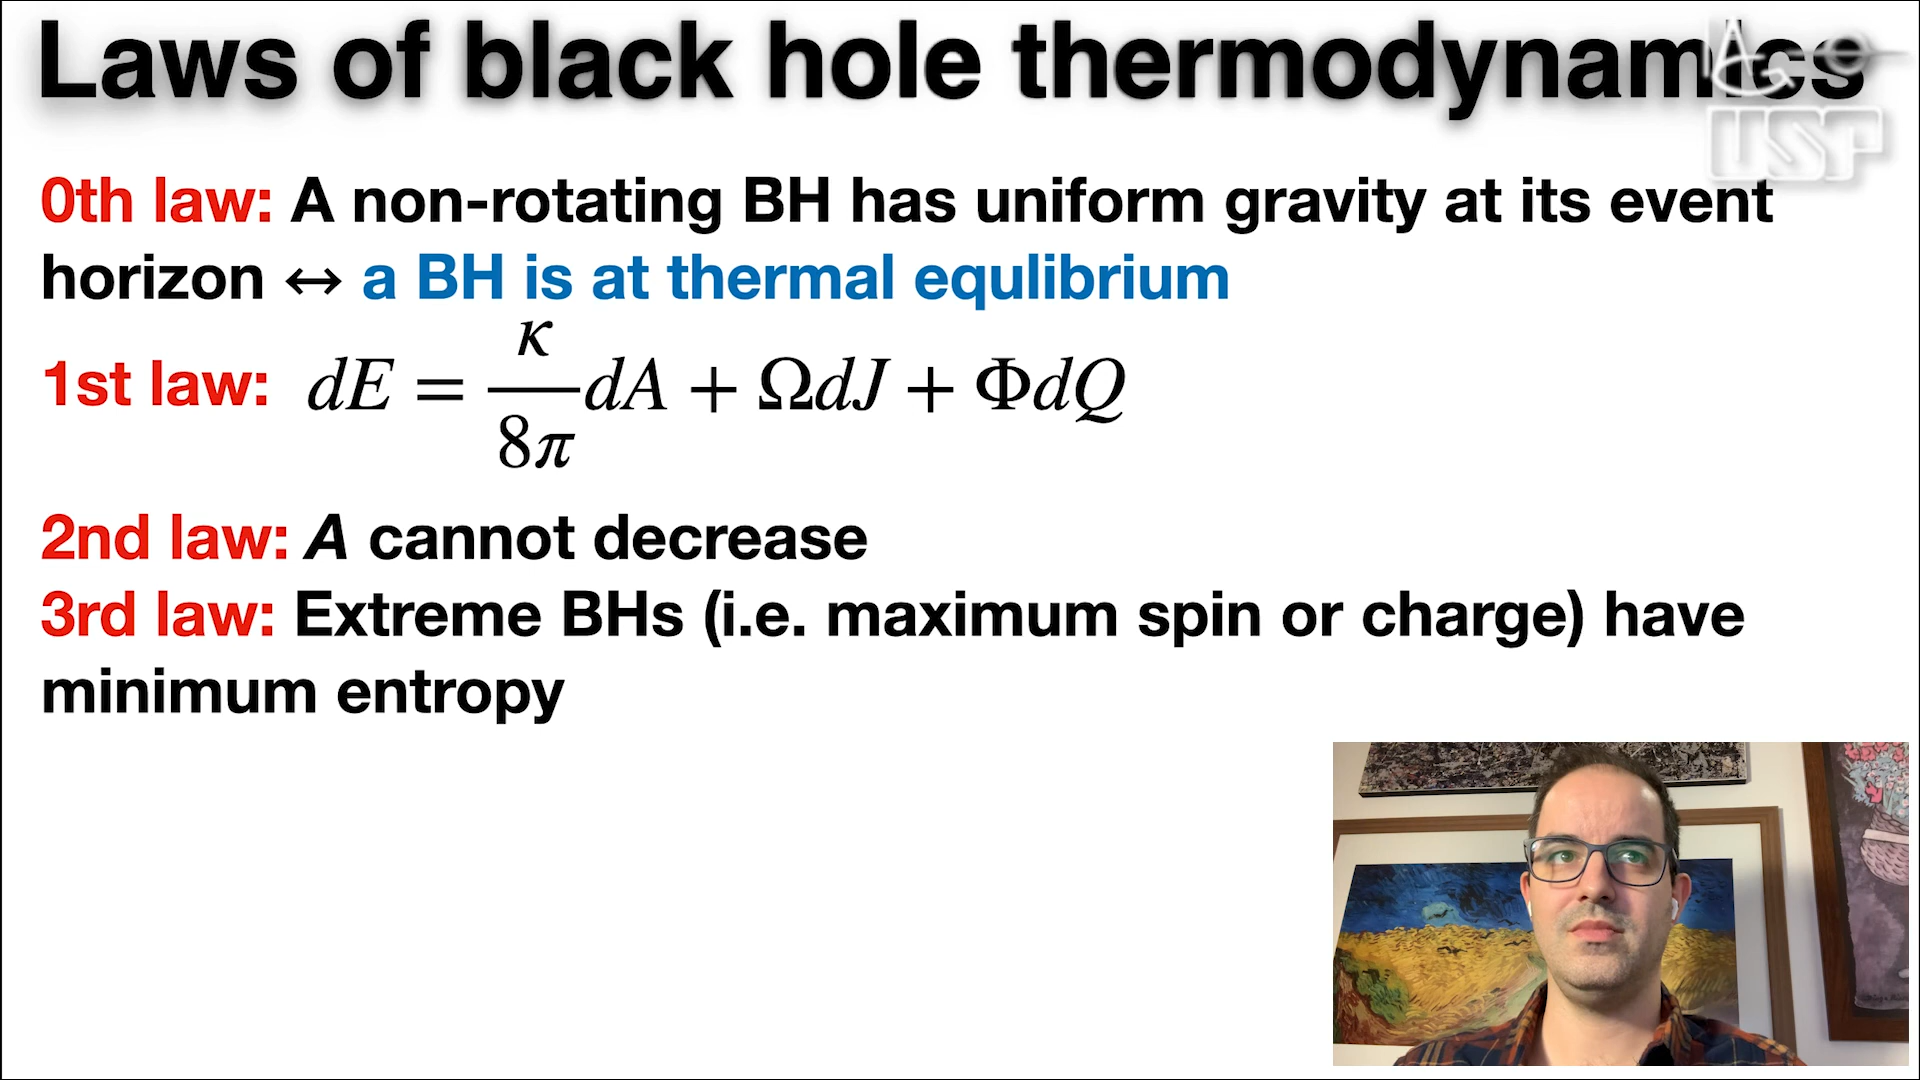 Laws of black hole thermodynamics
IAG
USP
0th law: A non-rotating BH has uniform gravity at its event
horizon ↔ a BH is at thermal equlibrium
1st law: dE = κ/8π dA + ΩdJ + ΦdQ
2nd law: A cannot decrease
3rd law: Extreme BHs (i.e. maximum spin or charge) have
minimum entropy